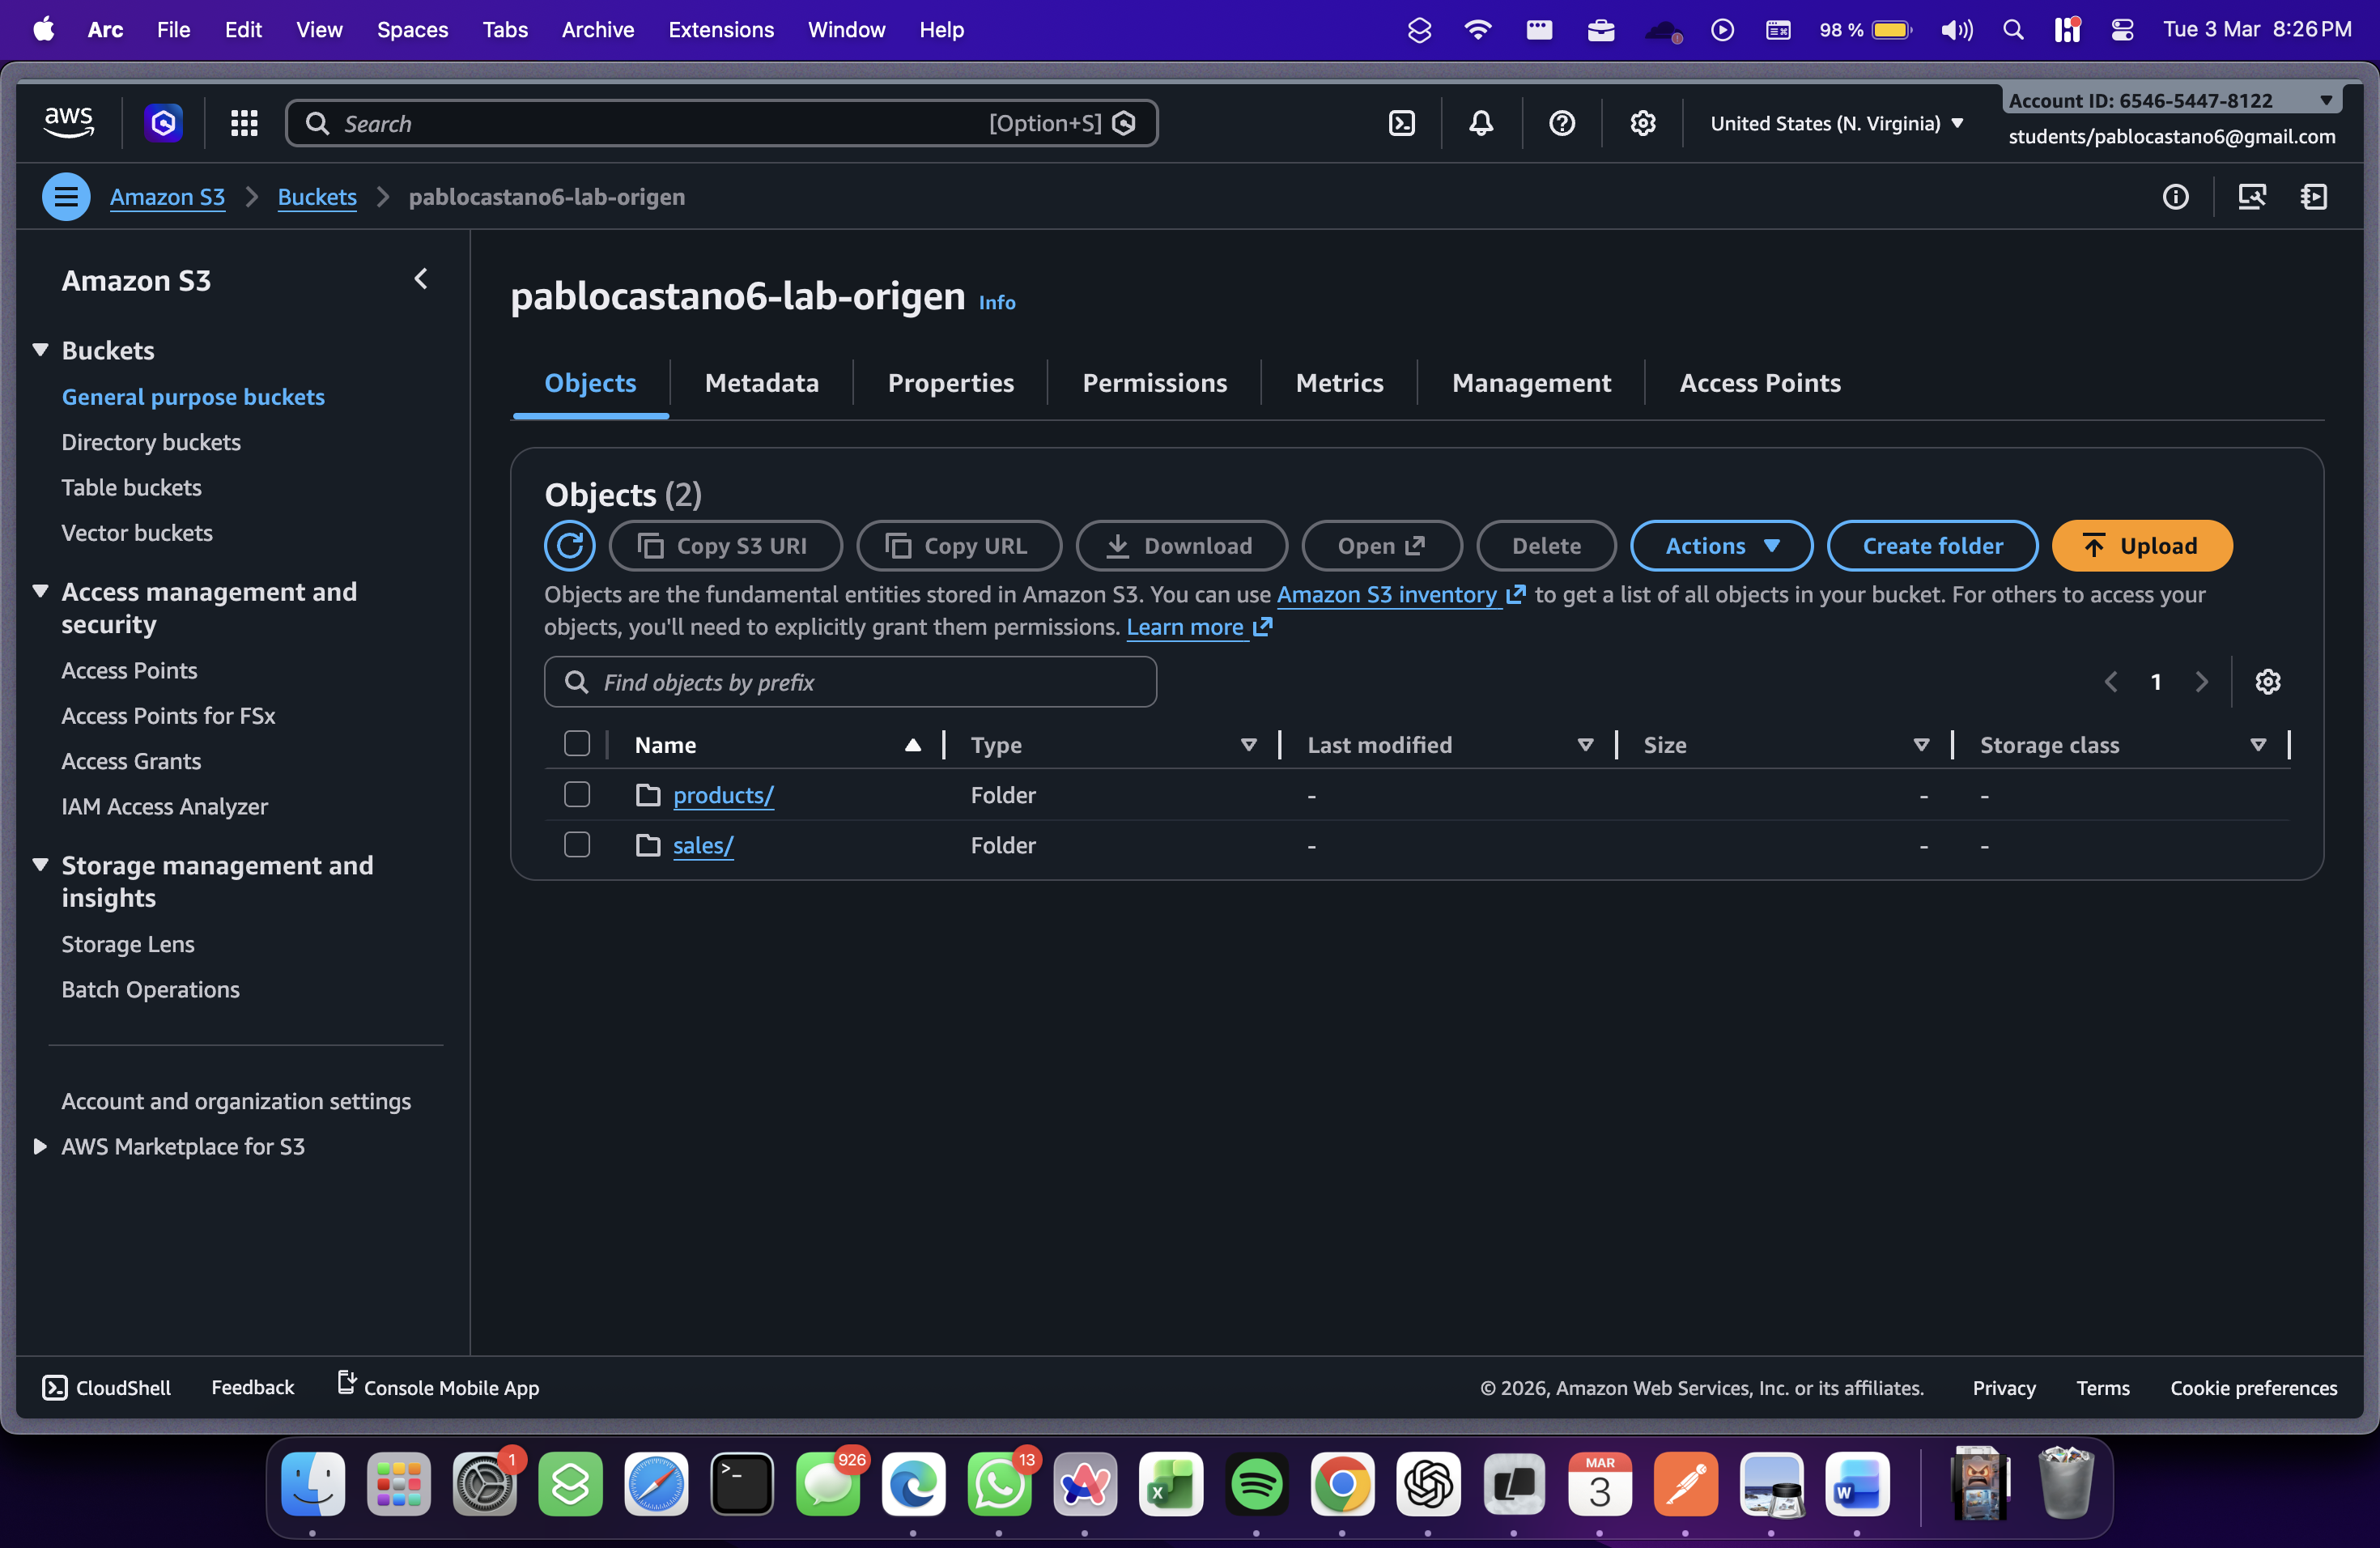 Arc File Edit View Spaces Tabs Archive Extensions Window Help 98 % Tue 3 Mar 8:26 PM
aws Search [Option+S] United States (N. Virginia) Account ID: 6546-5447-8122
students/pablocastano6@gmail.com
Amazon S3 Buckets pablocastano6-lab-origen
Amazon S3
Buckets
General purpose buckets
Directory buckets
Table buckets
Vector buckets
Access management and
security
Access Points
Access Points for FSx
Access Grants
IAM Access Analyzer
Storage management and
insights
Storage Lens
Batch Operations
Account and organization settings
AWS Marketplace for S3
pablocastano6-lab-origen Info
Objects Metadata Properties Permissions Metrics Management Access Points
Objects (2)
Copy S3 URI Copy URL Download Open Delete Actions Create folder Upload
Objects are the fundamental entities stored in Amazon S3. You can use Amazon S3 inventory to get a list of all objects in your bucket. For others to access your
objects, you'll need to explicitly grant them permissions. Learn more
Find objects by prefix 1
Name Type Last modified Size Storage class
products/ Folder - - -
sales/ Folder - - -
CloudShell Feedback Console Mobile App © 2026, Amazon Web Services, Inc. or its affiliates. Privacy Terms Cookie preferences
1 926 13 X MAR 3 W